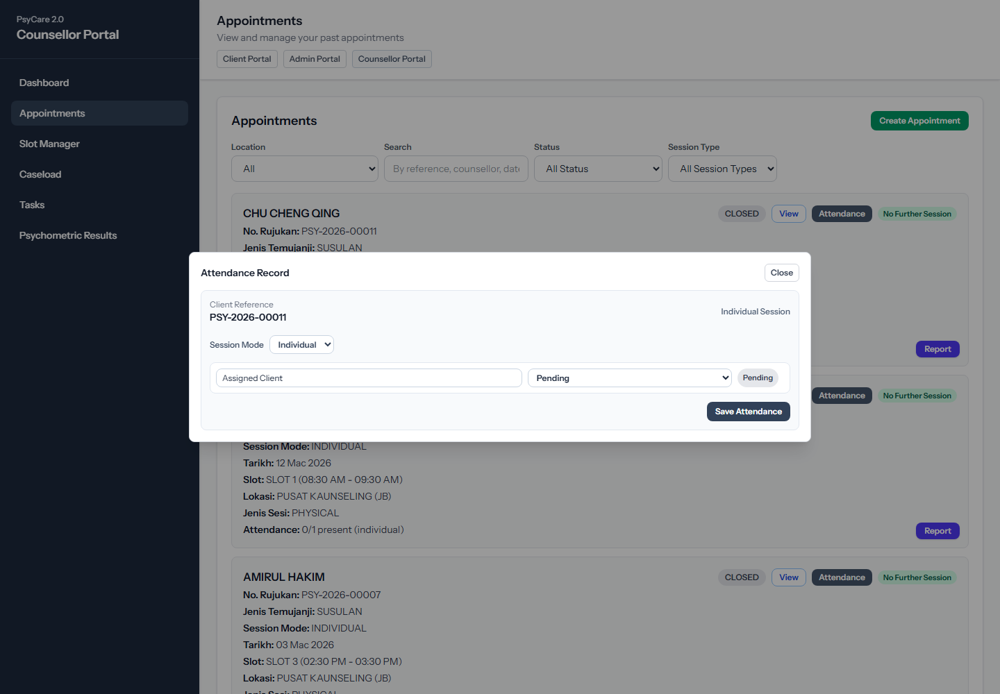 PsyCare 2.0
Counsellor Portal
Dashboard
Appointments
Slot Manager
Caseload
Tasks
Psychometric Results
Appointments
View and manage your past appointments
Client Portal Admin Portal Counsellor Portal
Appointments
Create Appointment
Location Search Status Session Type
All By reference, counsellor, date All Status All Session Types
CHU CHENG QING
CLOSED View Attendance No Further Session
No. Rujukan: PSY-2026-00011
Jenis Temujanji: SUSULAN
Report
Attendance Record
Close
Client Reference
PSY-2026-00011
Individual Session
Session Mode Individual
Assigned Client Pending Pending
Save Attendance
Attendance No Further Session
Session Mode: INDIVIDUAL
Tarikh: 12 Mac 2026
Slot: SLOT 1 (08:30 AM - 09:30 AM)
Lokasi: PUSAT KAUNSELING (JB)
Jenis Sesi: PHYSICAL
Attendance: 0/1 present (individual)
Report
AMIRUL HAKIM
CLOSED View Attendance No Further Session
No. Rujukan: PSY-2026-00007
Jenis Temujanji: SUSULAN
Session Mode: INDIVIDUAL
Tarikh: 03 Mac 2026
Slot: SLOT 3 (02:30 PM - 03:30 PM)
Lokasi: PUSAT KAUNSELING (JB)
Jenis Sesi: PHYSICAL